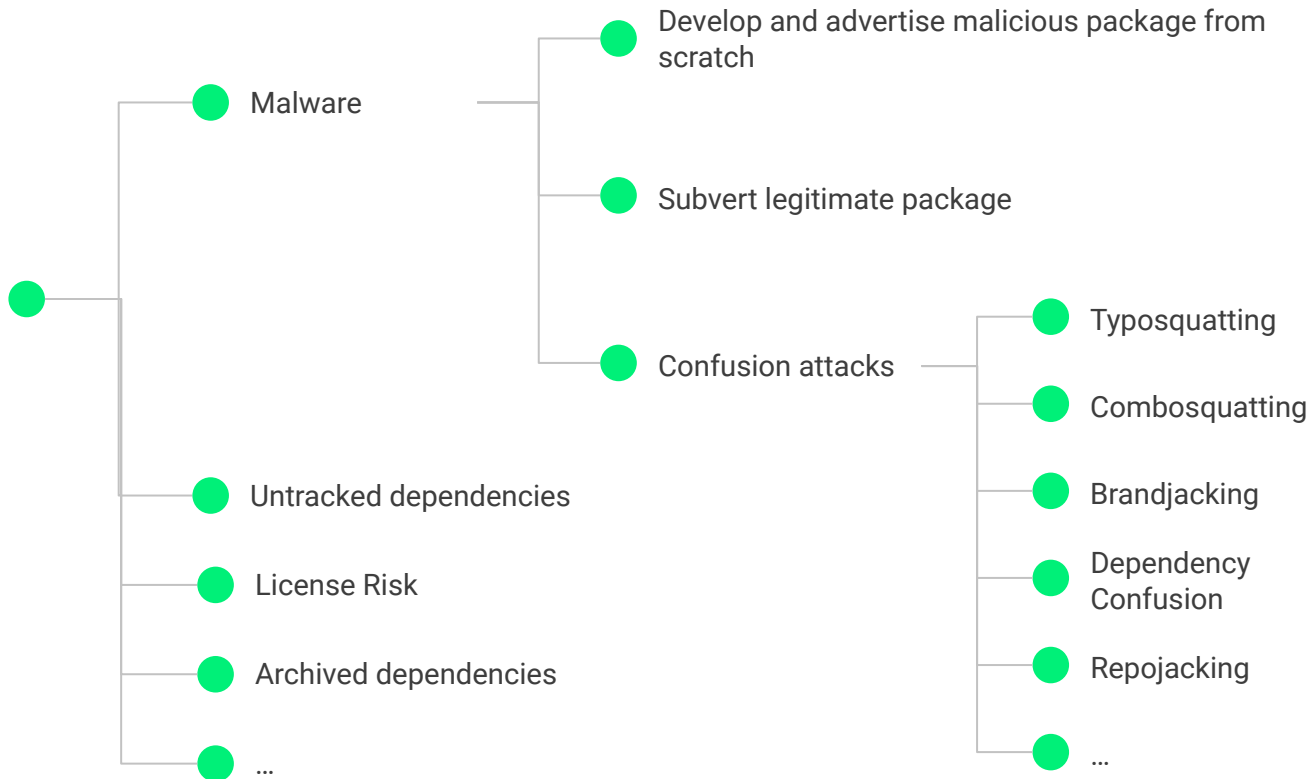 Develop and advertise malicious package from
scratch
Malware
Subvert legitimate package
Confusion attacks
Typosquatting
Combosquatting
Brandjacking
Dependency
Confusion
Repojacking
...
Untracked dependencies
License Risk
Archived dependencies
...